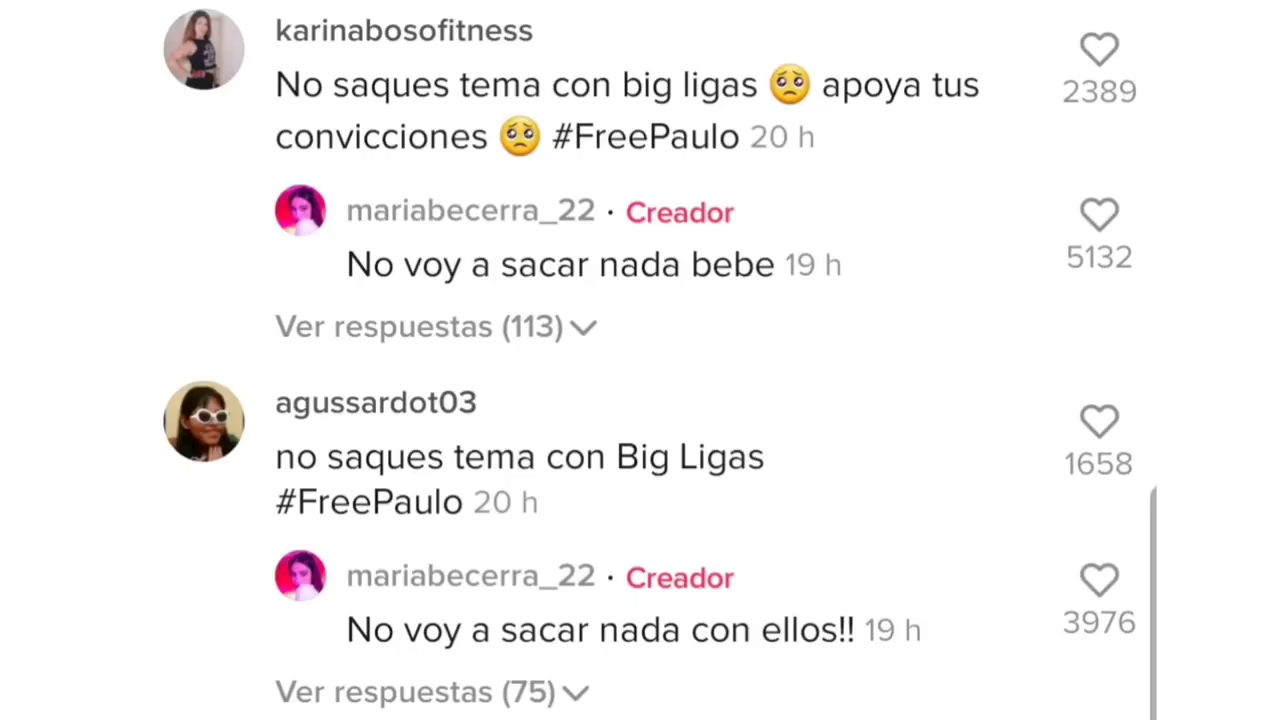 karinabosofitness
No saques tema con big ligas 🥺 apoya tus
convicciones 🥺 #FreePaulo 20 h
2389
mariabecerra_22 · Creador
No voy a sacar nada bebe 19 h
5132
Ver respuestas (113)
agussardot03
no saques tema con Big Ligas
#FreePaulo 20 h
1658
mariabecerra_22 · Creador
No voy a sacar nada con ellos!! 19 h
3976
Ver respuestas (75)